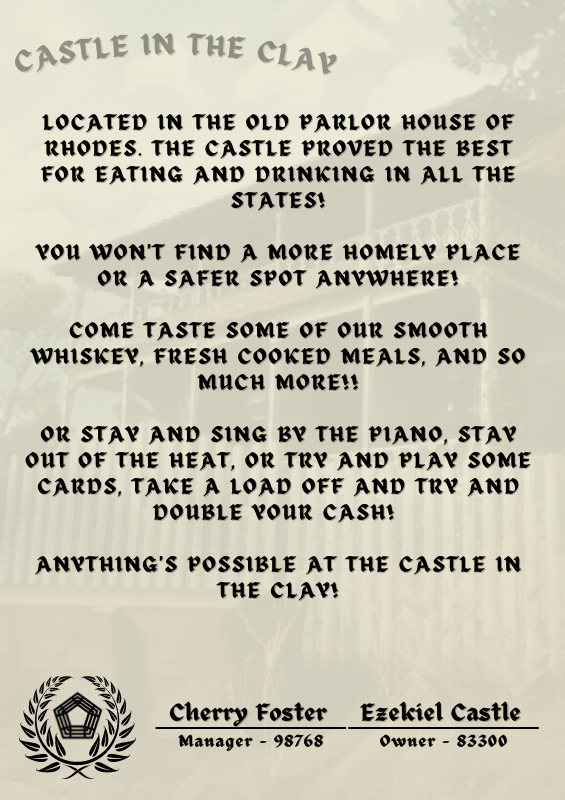 CASTLE IN THE CLAY
LOCATED IN THE OLD PARLOR HOUSE OF
RHODES. THE CASTLE PROVED THE BEST
FOR EATING AND DRINKING IN ALL THE
STATES!
YOU WON'T FIND A MORE HOMELY PLACE
OR A SAFER SPOT ANYWHERE!
COME TASTE SOME OF OUR SMOOTH
WHISKEY, FRESH COOKED MEALS, AND SO
MUCH MORE!!
OR STAY AND SING BY THE PIANO, STAY
OUT OF THE HEAT, OR TRY AND PLAY SOME
CARDS, TAKE A LOAD OFF AND TRY AND
DOUBLE YOUR CASH!
ANYTHING'S POSSIBLE AT THE CASTLE IN
THE CLAY!
Cherry Foster
Manager - 98768
Ezekiel Castle
Owner - 83300